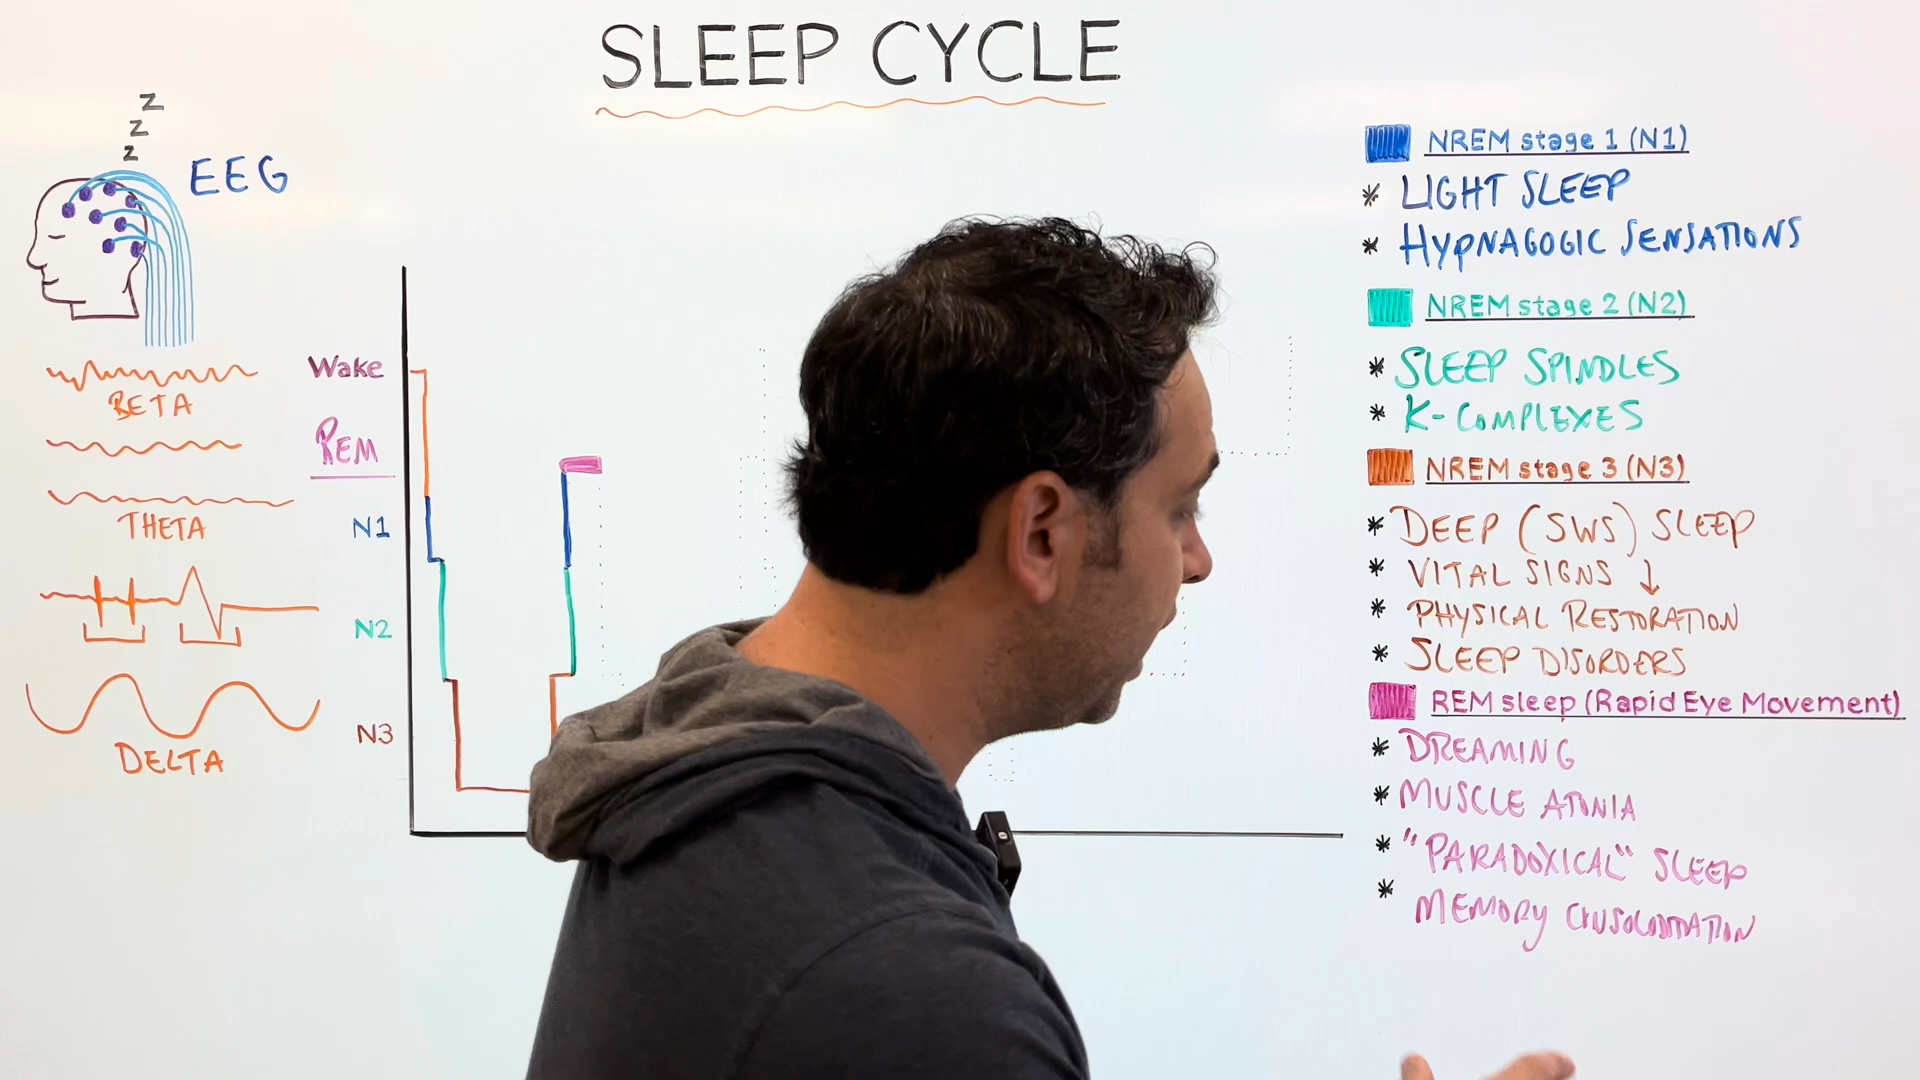 SLEEP CYCLE
Z
Z
Z
EEG
BETA
THETA
DELTA
Wake
REM
N1
N2
N3
NREM stage 1 (N1)
* LIGHT SLEEP
* HYPNAGOGIC SENSATIONS
NREM stage 2 (N2)
* SLEEP SPINDLES
* K-COMPLEXES
NREM stage 3 (N3)
* DEEP (SWS) SLEEP
* VITAL SIGNS ↓
* PHYSICAL RESTORATION
* SLEEP DISORDERS
REM sleep (Rapid Eye Movement)
* DREAMING
* MUSCLE ATONIA
* "PARADOXICAL" SLEEP
* MEMORY CONSOLIDATION